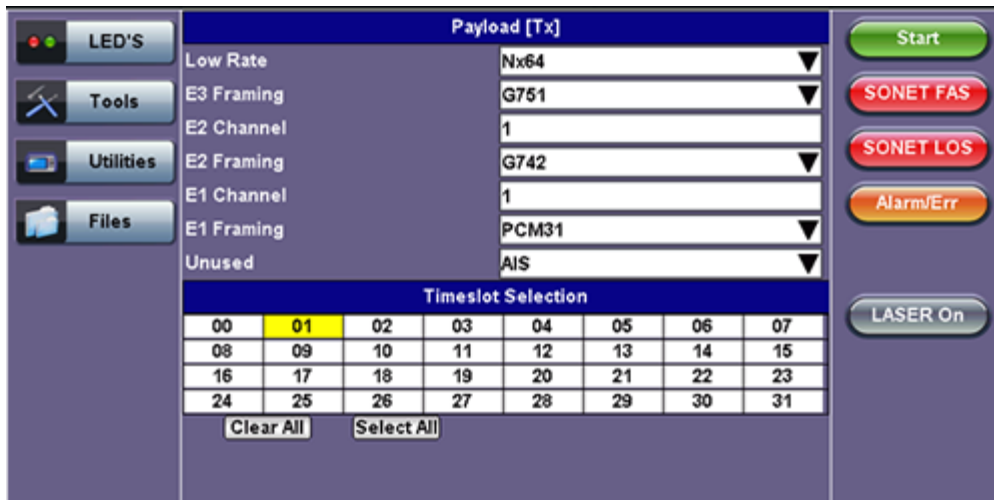 LED'S
Tools
Utilities
Files
Payload [Tx]
Low Rate Nx64
E3 Framing G751
E2 Channel 1
E2 Framing G742
E1 Channel 1
E1 Framing PCM31
Unused AIS
Timeslot Selection
00 01 02 03 04 05 06 07
08 09 10 11 12 13 14 15
16 17 18 19 20 21 22 23
24 25 26 27 28 29 30 31
Clear All Select All
Start
SONET FAS
SONET LOS
Alarm/Err
LASER On